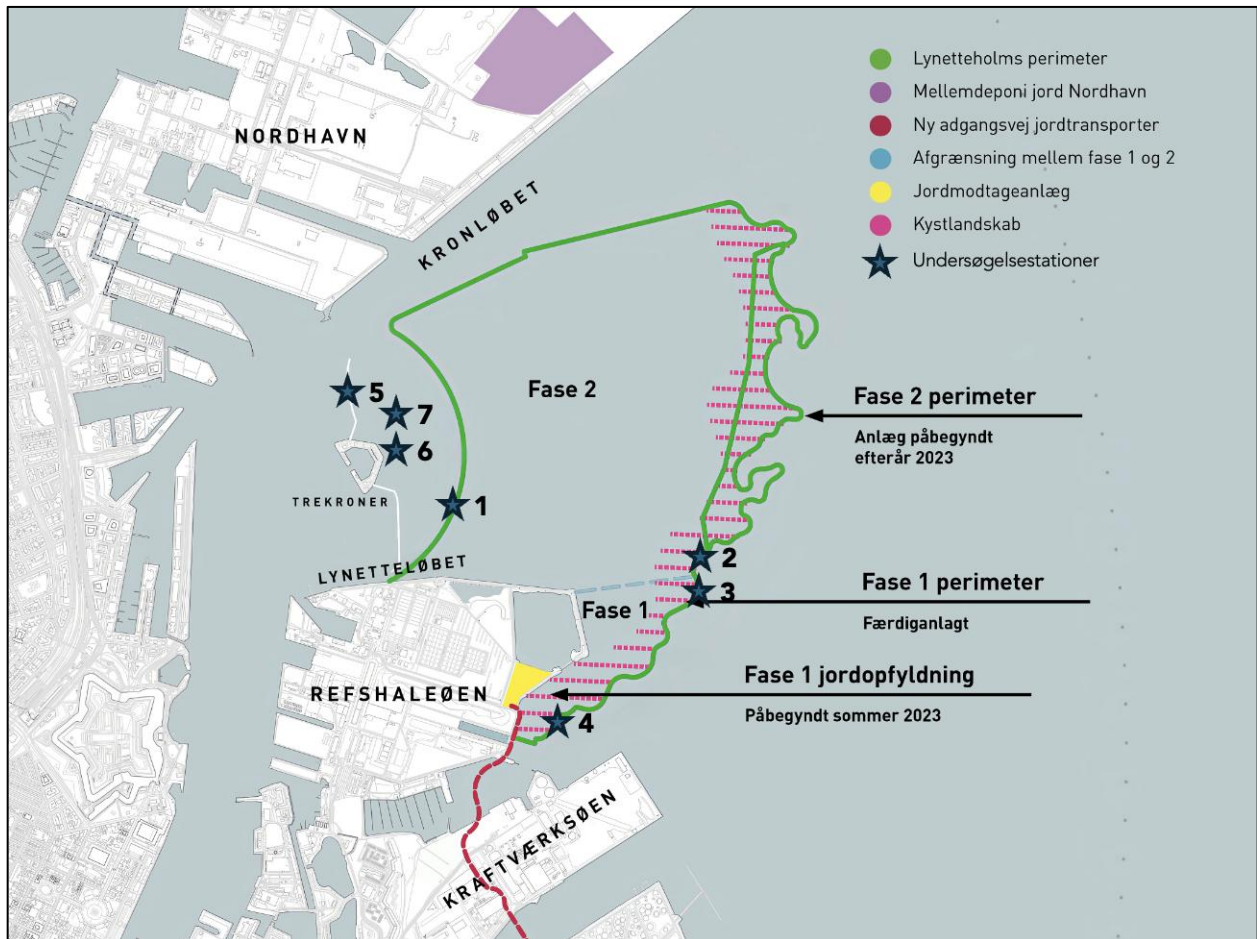 NORDHAVN
KRONLØBET
Lynetteholms perimeter
Mellemdeponi jord Nordhavn
Ny adgangsvej jordtransporter
Afgrænsning mellem fase 1 og 2
Jordmodtageanlæg
Kystlandskab
Undersøgelsestationer
Fase 2
5
7
6
TREKRONER
1
LYNETTELØBET
Fase 2 perimeter
Anlæg påbegyndt
efterår 2023
2
3
Fase 1
Fase 1 perimeter
Færdiganlagt
REFSHALEØEN
4
Fase 1 jordopfyldning
Påbegyndt sommer 2023
KRAFTVÆRKSØEN